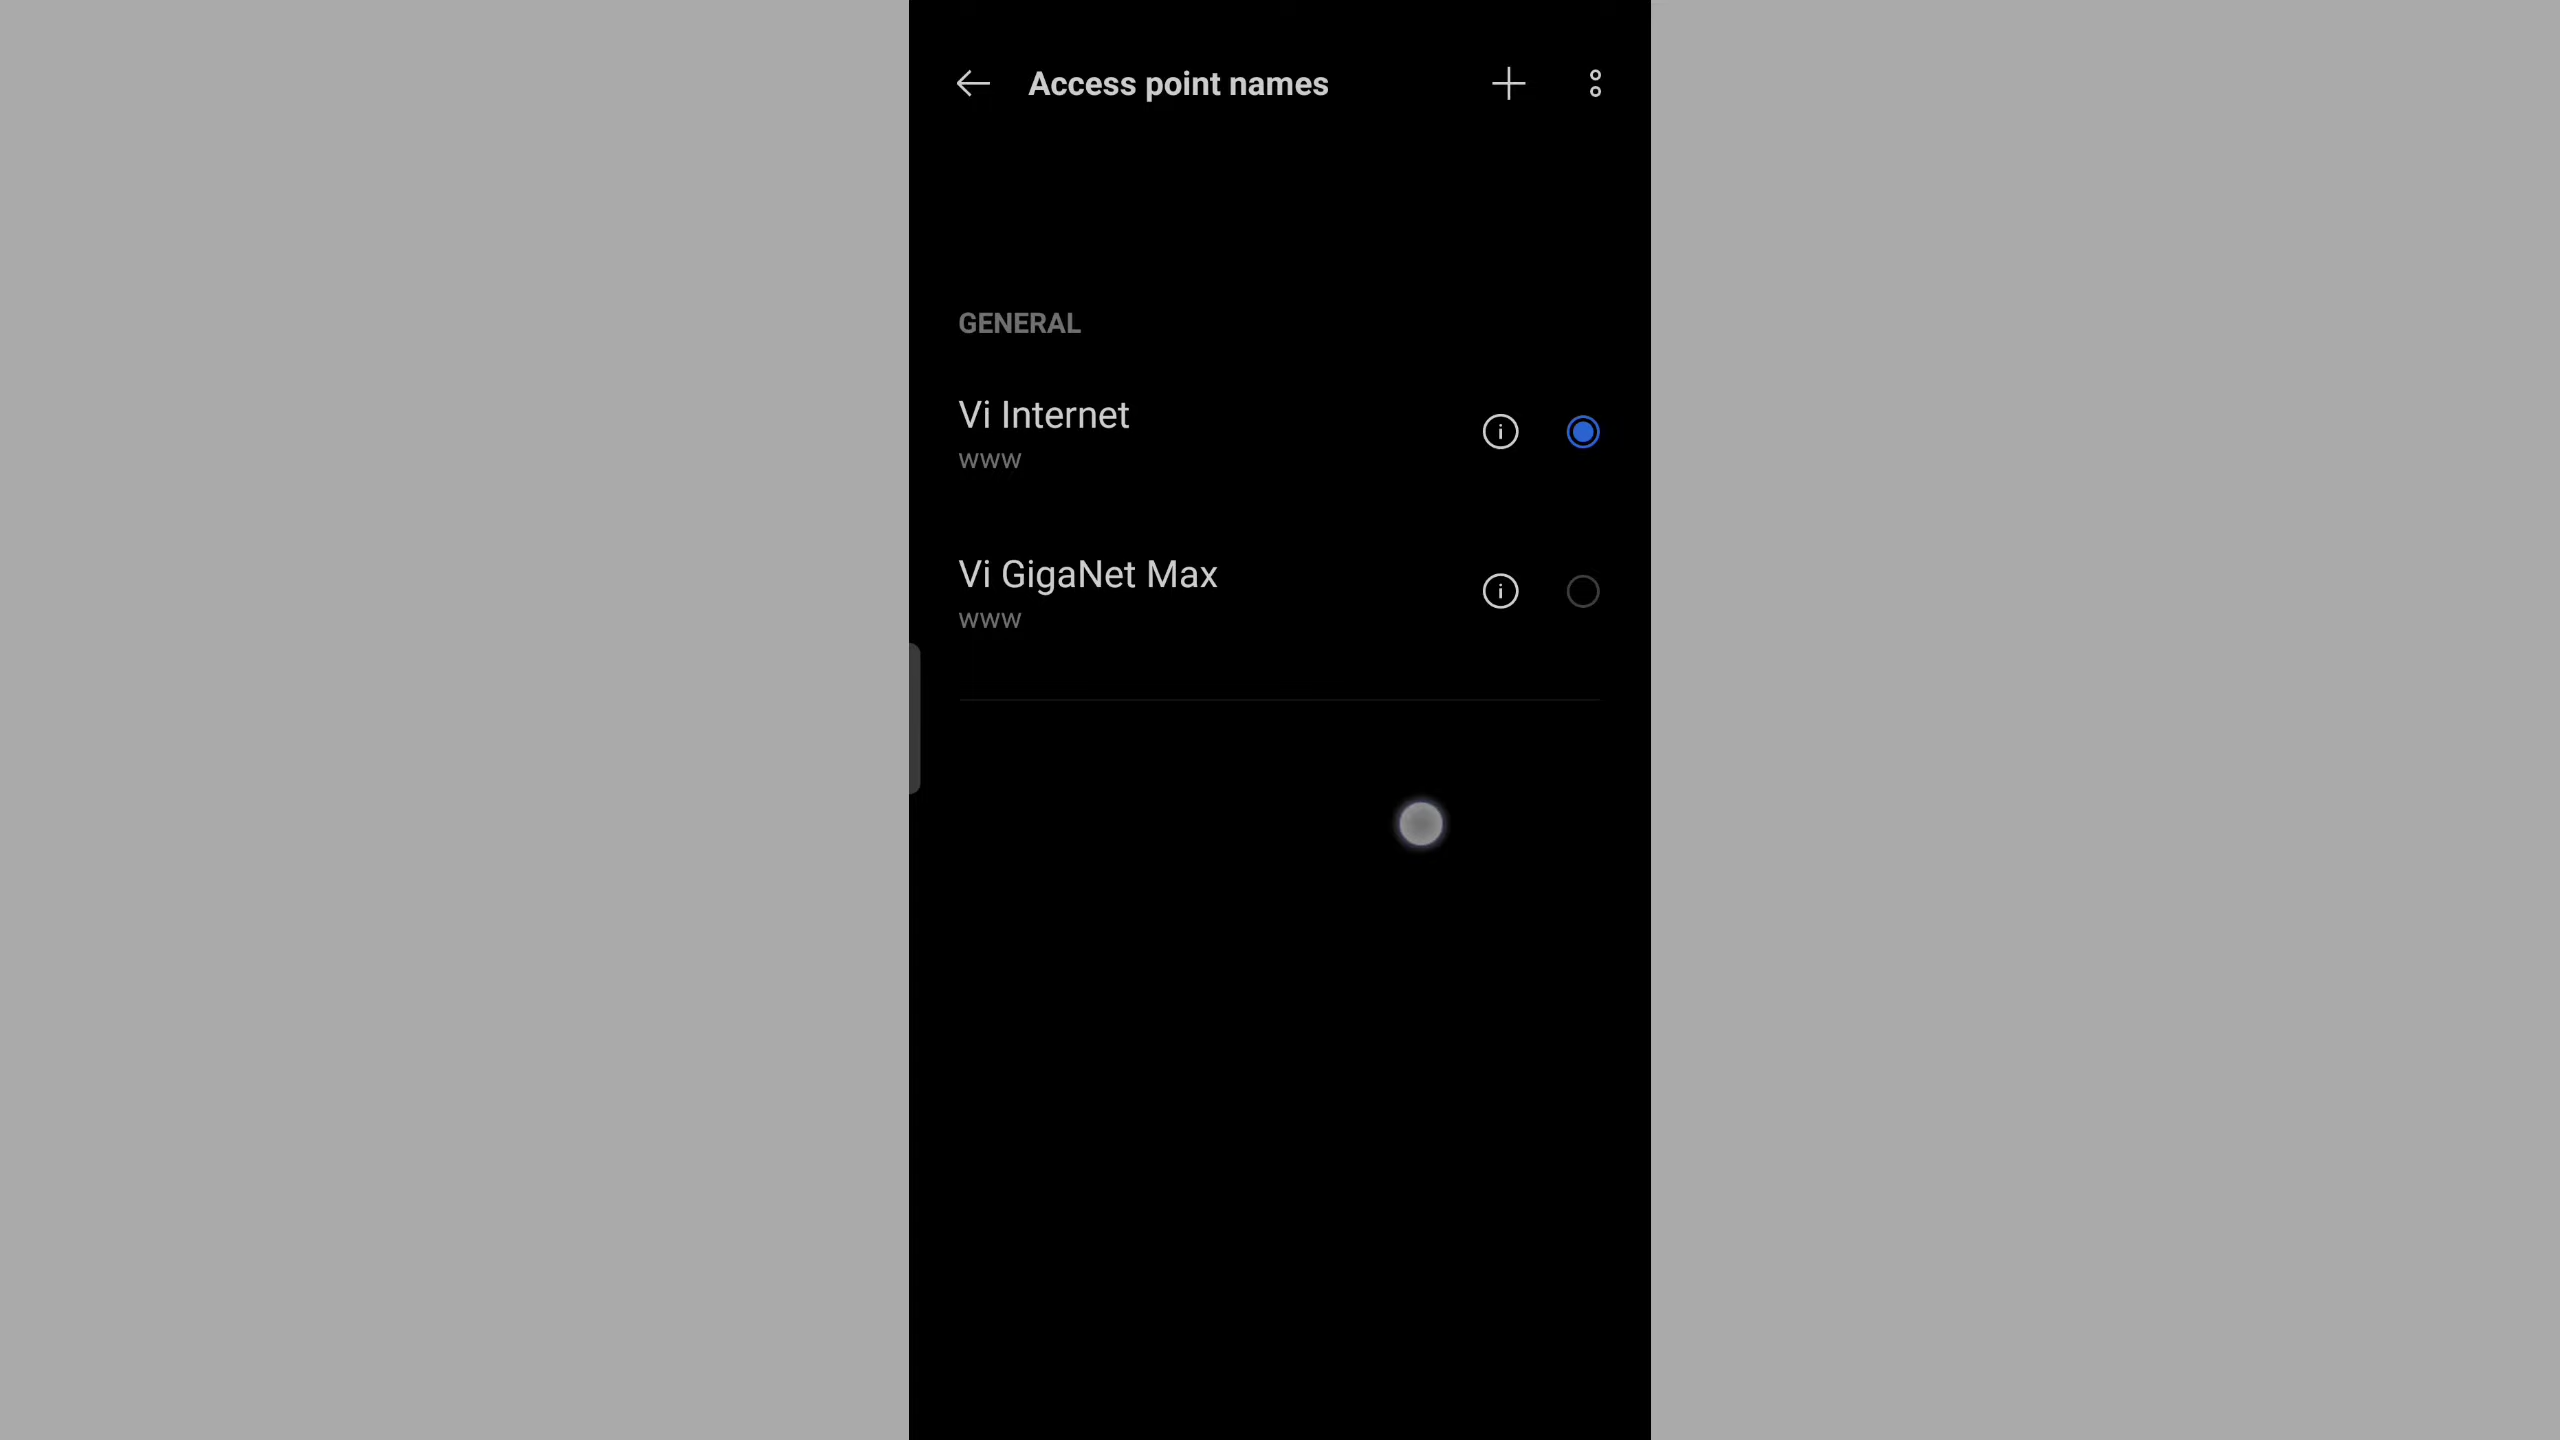 Access point names
GENERAL
Vi Internet
www
Vi GigaNet Max
www